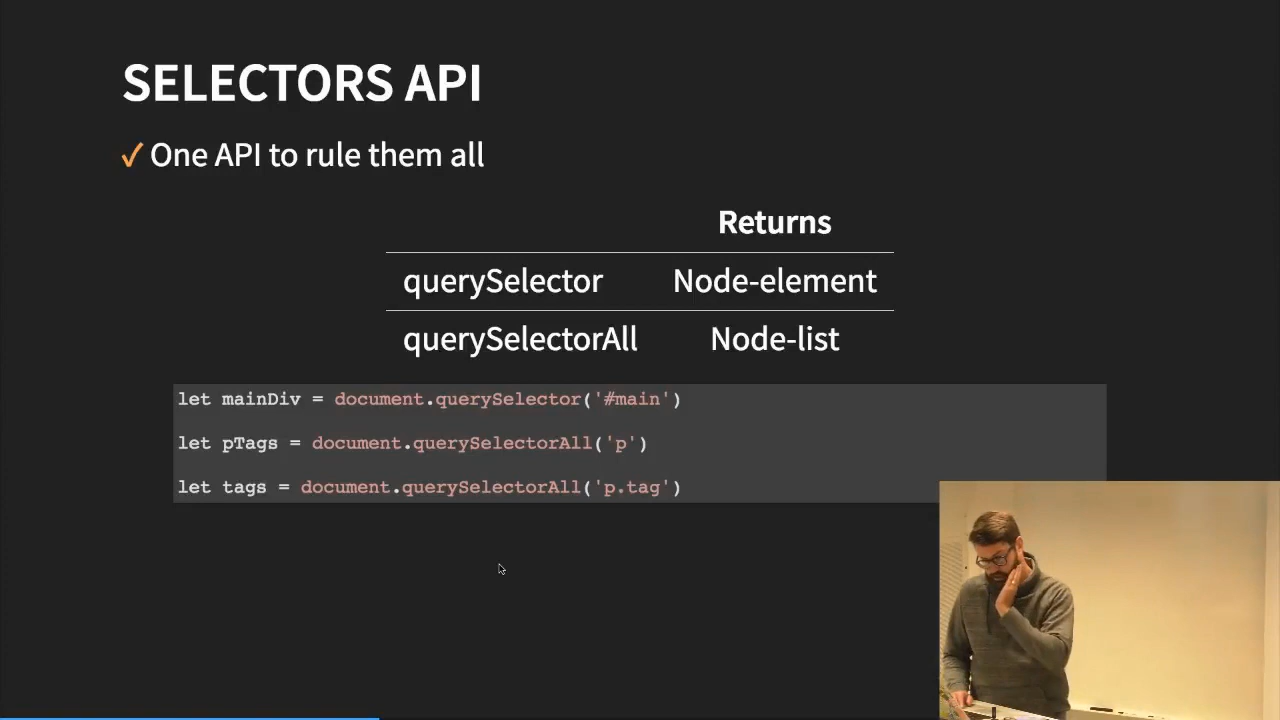 SELECTORS API
✓ One API to rule them all
Returns
querySelector Node-element
querySelectorAll Node-list
let mainDiv = document.querySelector('#main')
let pTags = document.querySelectorAll('p')
let tags = document.querySelectorAll('p.tag')